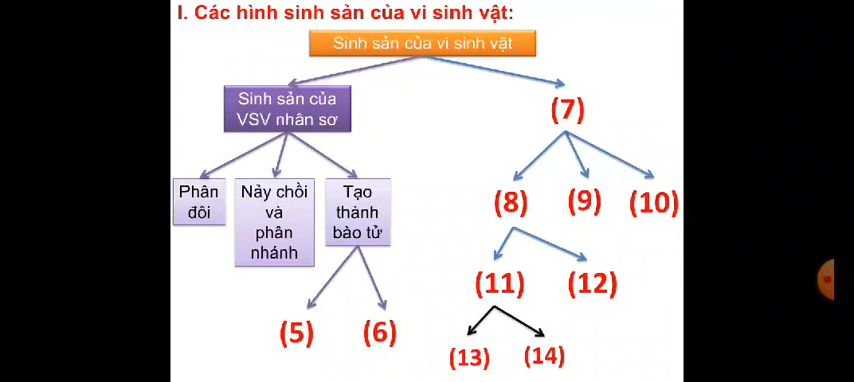 I. Các hình sinh sản của vi sinh vật:
Sinh sản của vi sinh vật
Sinh sản của
VSV nhân sơ
(7)
Phân
đôi
Nảy chồi
và
phân
nhánh
Tạo
thành
bào tử
(8)
(9)
(10)
(11)
(12)
(5)
(6)
(13)
(14)